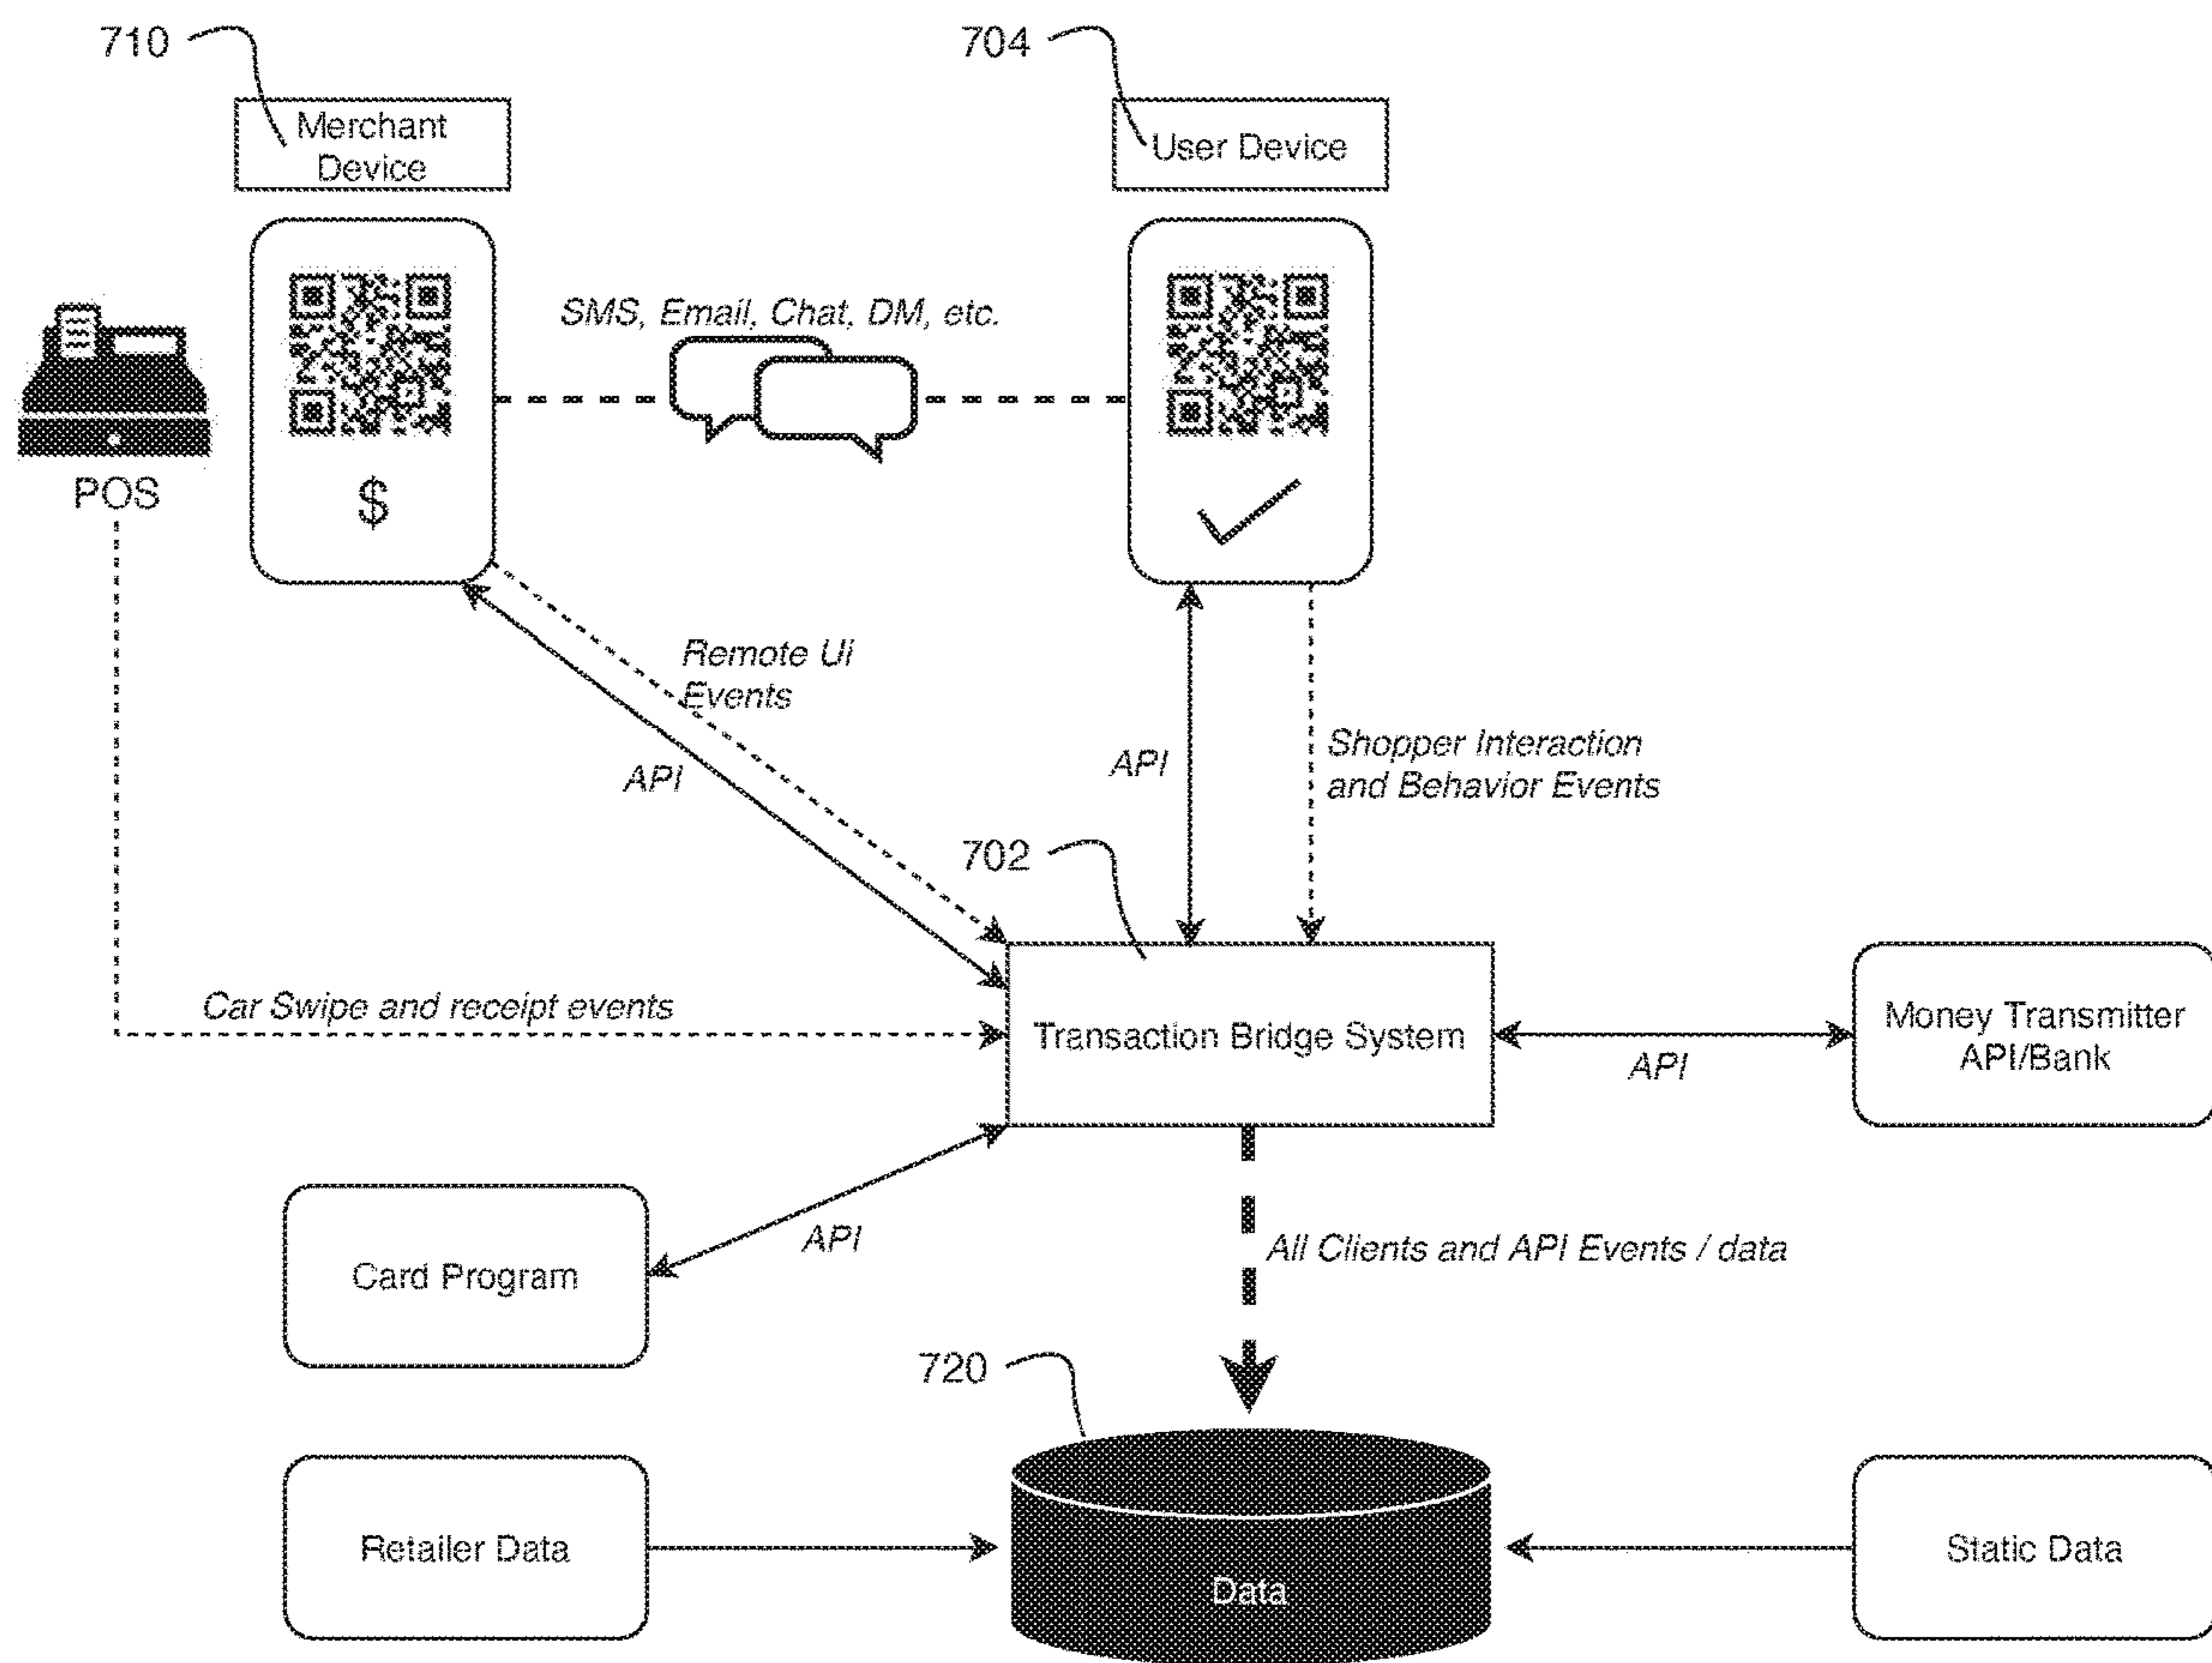 710
704
Merchant
Device
User Device
SMS, Email, Chat, DM, etc.
POS
$
Remote Ui
Events
API
API
Shopper Interaction
and Behavior Events
702
Car Swipe and receipt events
Transaction Bridge System
API
Money Transmitter
API/Bank
Card Program
API
All Clients and API Events / data
720
Retailer Data
Data
Static Data